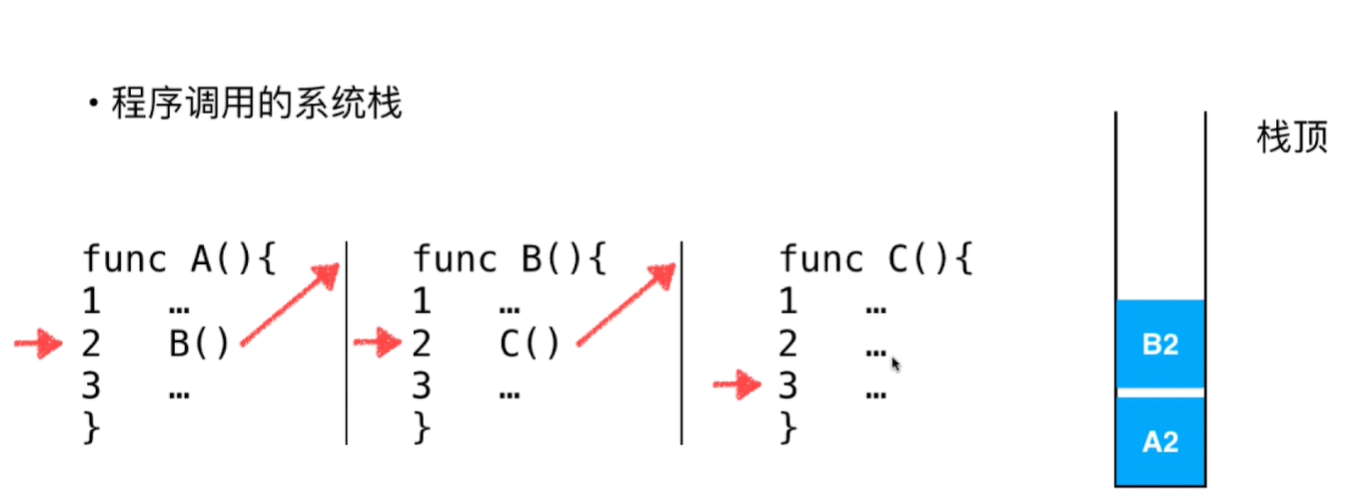 • 程序调用的系统栈
栈顶
func A(){
1 …
2 B()
3 …
}
func B(){
1 …
2 C()
3 …
}
func C(){
1 …
2 …
3 …
}
B2
A2